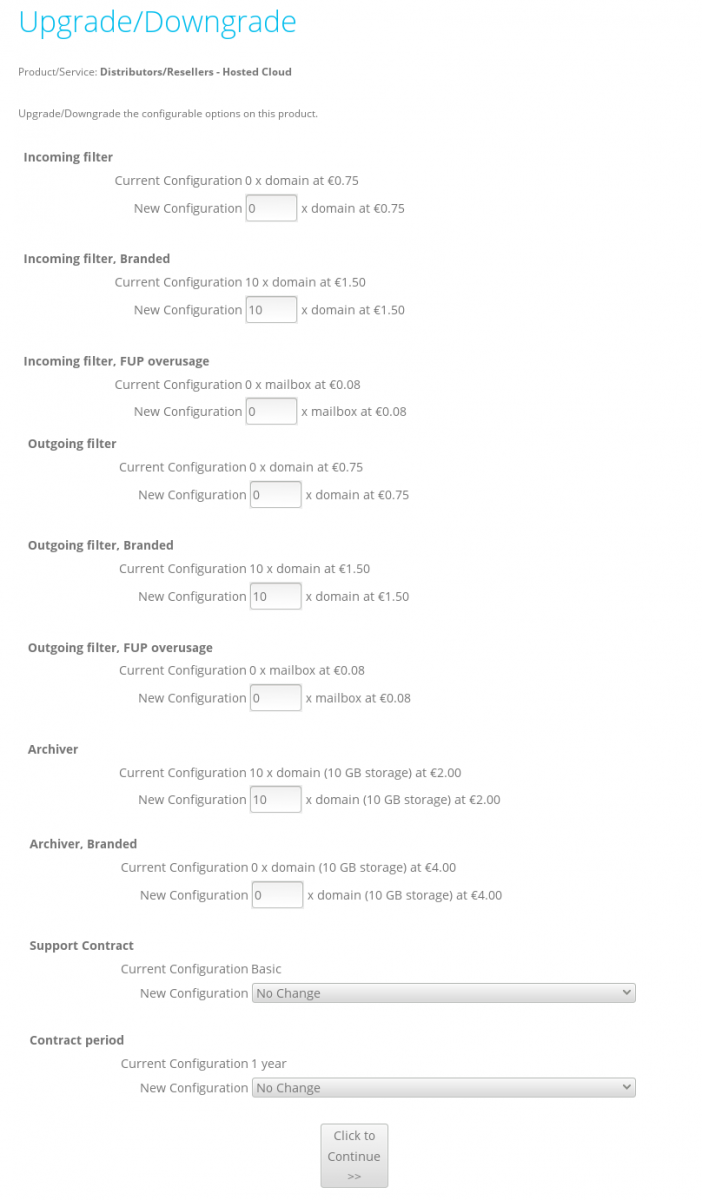 Upgrade/Downgrade
Product/Service: Distributors/Resellers - Hosted Cloud
Upgrade/Downgrade the configurable options on this product.
Incoming filter
Current Configuration 0 x domain at €0.75
New Configuration 0 x domain at €0.75
Incoming filter, Branded
Current Configuration 10 x domain at €1.50
New Configuration 10 x domain at €1.50
Incoming filter, FUP overusage
Current Configuration 0 x mailbox at €0.08
New Configuration 0 x mailbox at €0.08
Outgoing filter
Current Configuration 0 x domain at €0.75
New Configuration 0 x domain at €0.75
Outgoing filter, Branded
Current Configuration 10 x domain at €1.50
New Configuration 10 x domain at €1.50
Outgoing filter, FUP overusage
Current Configuration 0 x mailbox at €0.08
New Configuration 0 x mailbox at €0.08
Archiver
Current Configuration 10 x domain (10 GB storage) at €2.00
New Configuration 10 x domain (10 GB storage) at €2.00
Archiver, Branded
Current Configuration 0 x domain (10 GB storage) at €4.00
New Configuration 0 x domain (10 GB storage) at €4.00
Support Contract
Current Configuration Basic
New Configuration No Change
Contract period
Current Configuration 1 year
New Configuration No Change
Click to
Continue
>>